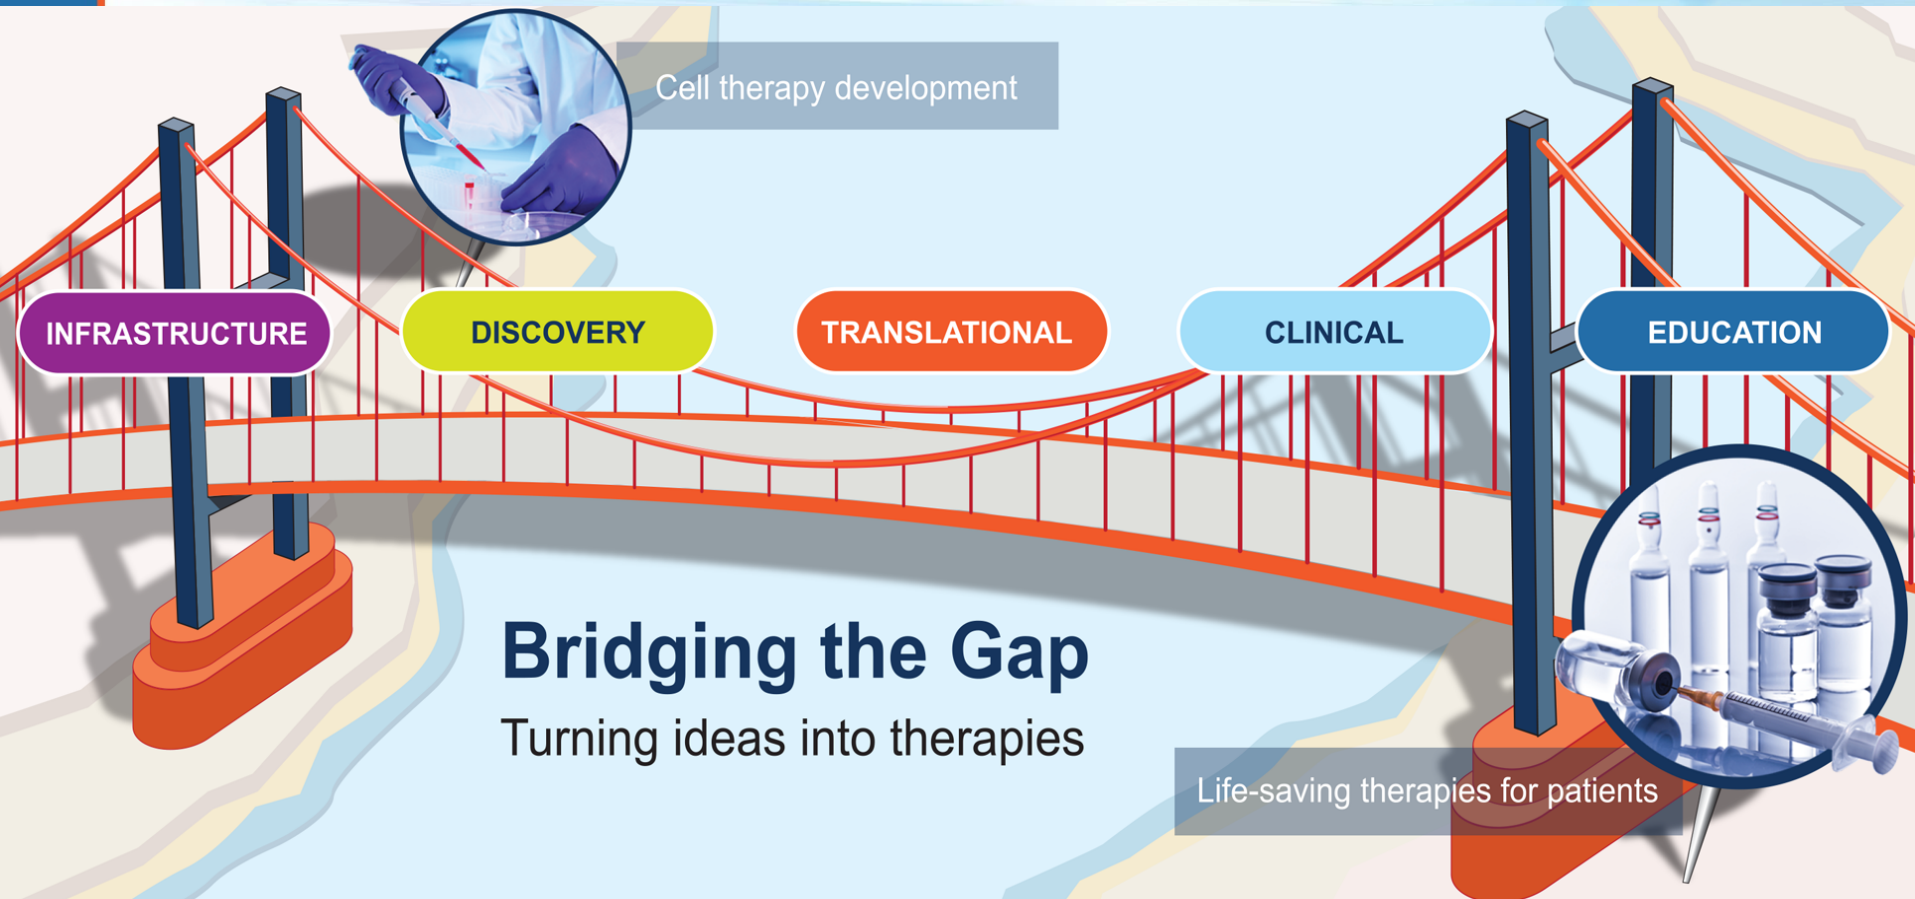 Cell therapy development
INFRASTRUCTURE
DISCOVERY
TRANSLATIONAL
CLINICAL
EDUCATION
Bridging the Gap
Turning ideas into therapies
Life-saving therapies for patients